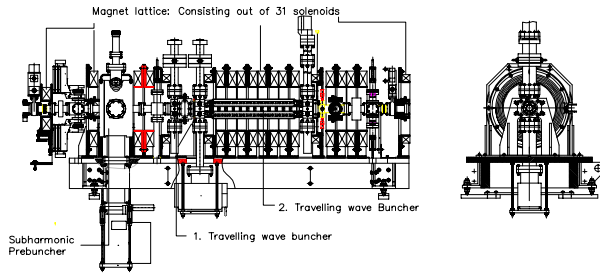 Magnet lattice: Consisting out of 31 solenoids
2. Travelling wave Buncher
1. Travelling wave buncher
Subharmonic
Prebuncher